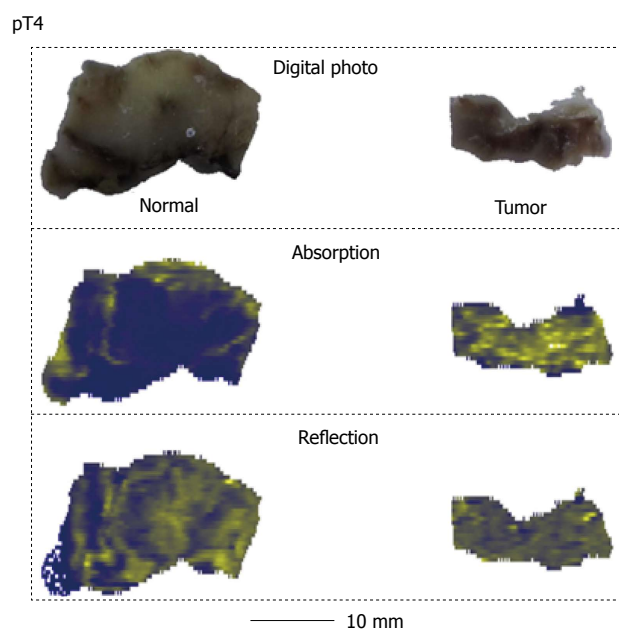 pT4
Digital photo
Normal
Tumor
Absorption
Reflection
10 mm